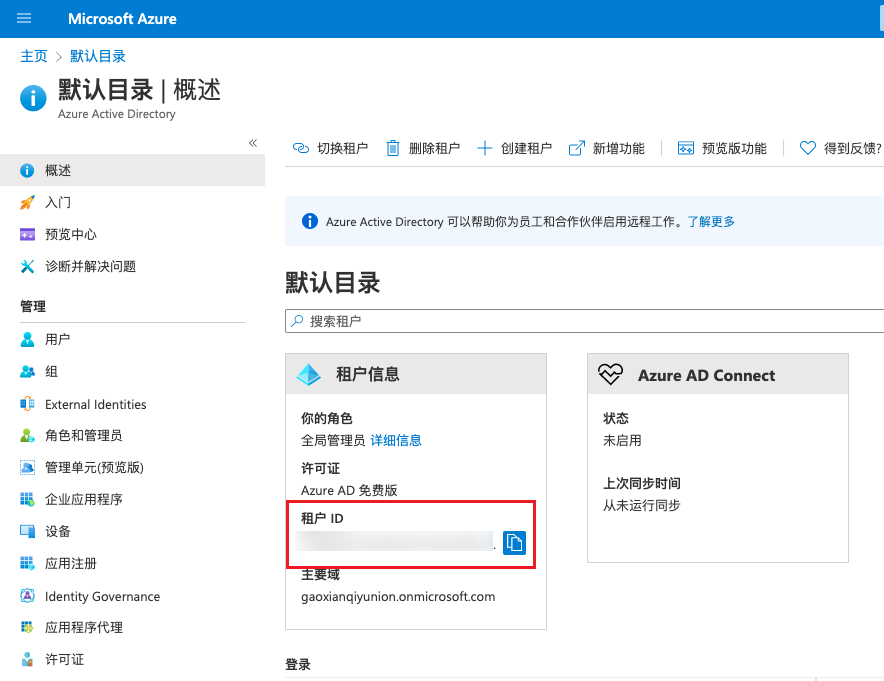 Microsoft Azure
主页 > 默认目录
默认目录 | 概述
Azure Active Directory
«
概述
入门
预览中心
诊断并解决问题
管理
用户
组
External Identities
角色和管理员
管理单元(预览版)
企业应用程序
设备
应用注册
Identity Governance
应用程序代理
许可证
切换租户 删除租户 创建租户 新增功能 预览版功能 得到反馈?
Azure Active Directory 可以帮助你为员工和合作伙伴启用远程工作。了解更多
默认目录
搜索租户
租户信息
你的角色
全局管理员 详细信息
许可证
Azure AD 免费版
租户 ID
主要域
gaoxianqiyunion.onmicrosoft.com
Azure AD Connect
状态
未启用
上次同步时间
从未运行同步
登录